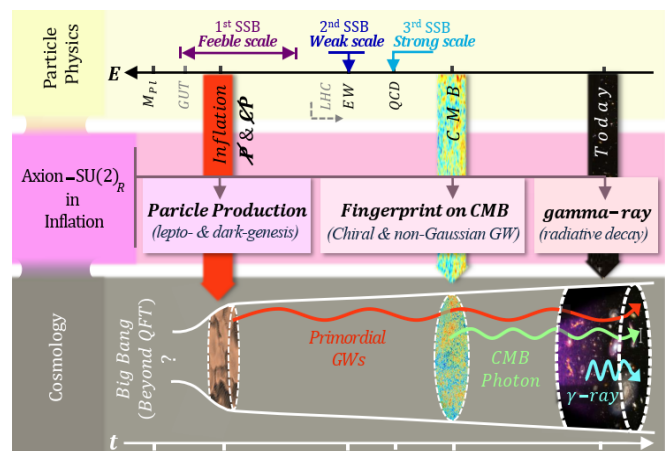 Particle
Physics
1st SSB
Feeble scale
2nd SSB
Weak scale
3rd SSB
Strong scale
E
MPl
GUT
Inflation
P & CP
LHC
EW
QCD
CMB
Today
Axion-SU(2)R
in
Inflation
Paricle Production
(lepto- & dark-genesis)
Fingerprint on CMB
(Chiral & non-Gaussian GW)
gamma-ray
(radiative decay)
Cosmology
Big Bang
(Beyond QFT)
?
Primordial
GWs
CMB
Photon
γ-ray
t